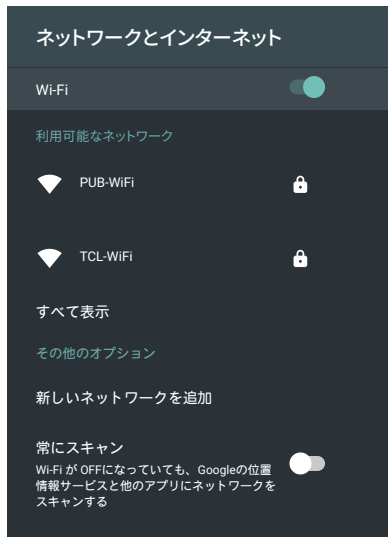 ネットワークとインターネット
Wi-Fi
利用可能なネットワーク
PUB-WiFi
TCL-WiFi
すべて表示
その他のオプション
新しいネットワークを追加
常にスキャン
Wi-Fi が OFFになっていても、Googleの位置
情報サービスと他のアプリにネットワークを
スキャンする